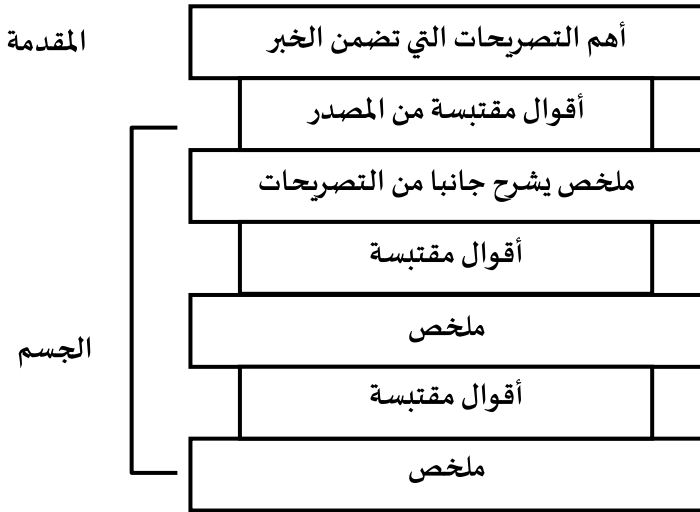 أهم التصريحات التي تضمن الخبر
المقدمة
أقوال مقتبسة من المصدر
ملخص يشرح جانبا من التصريحات
أقوال مقتبسة
ملخص
الجسم
أقوال مقتبسة
ملخص